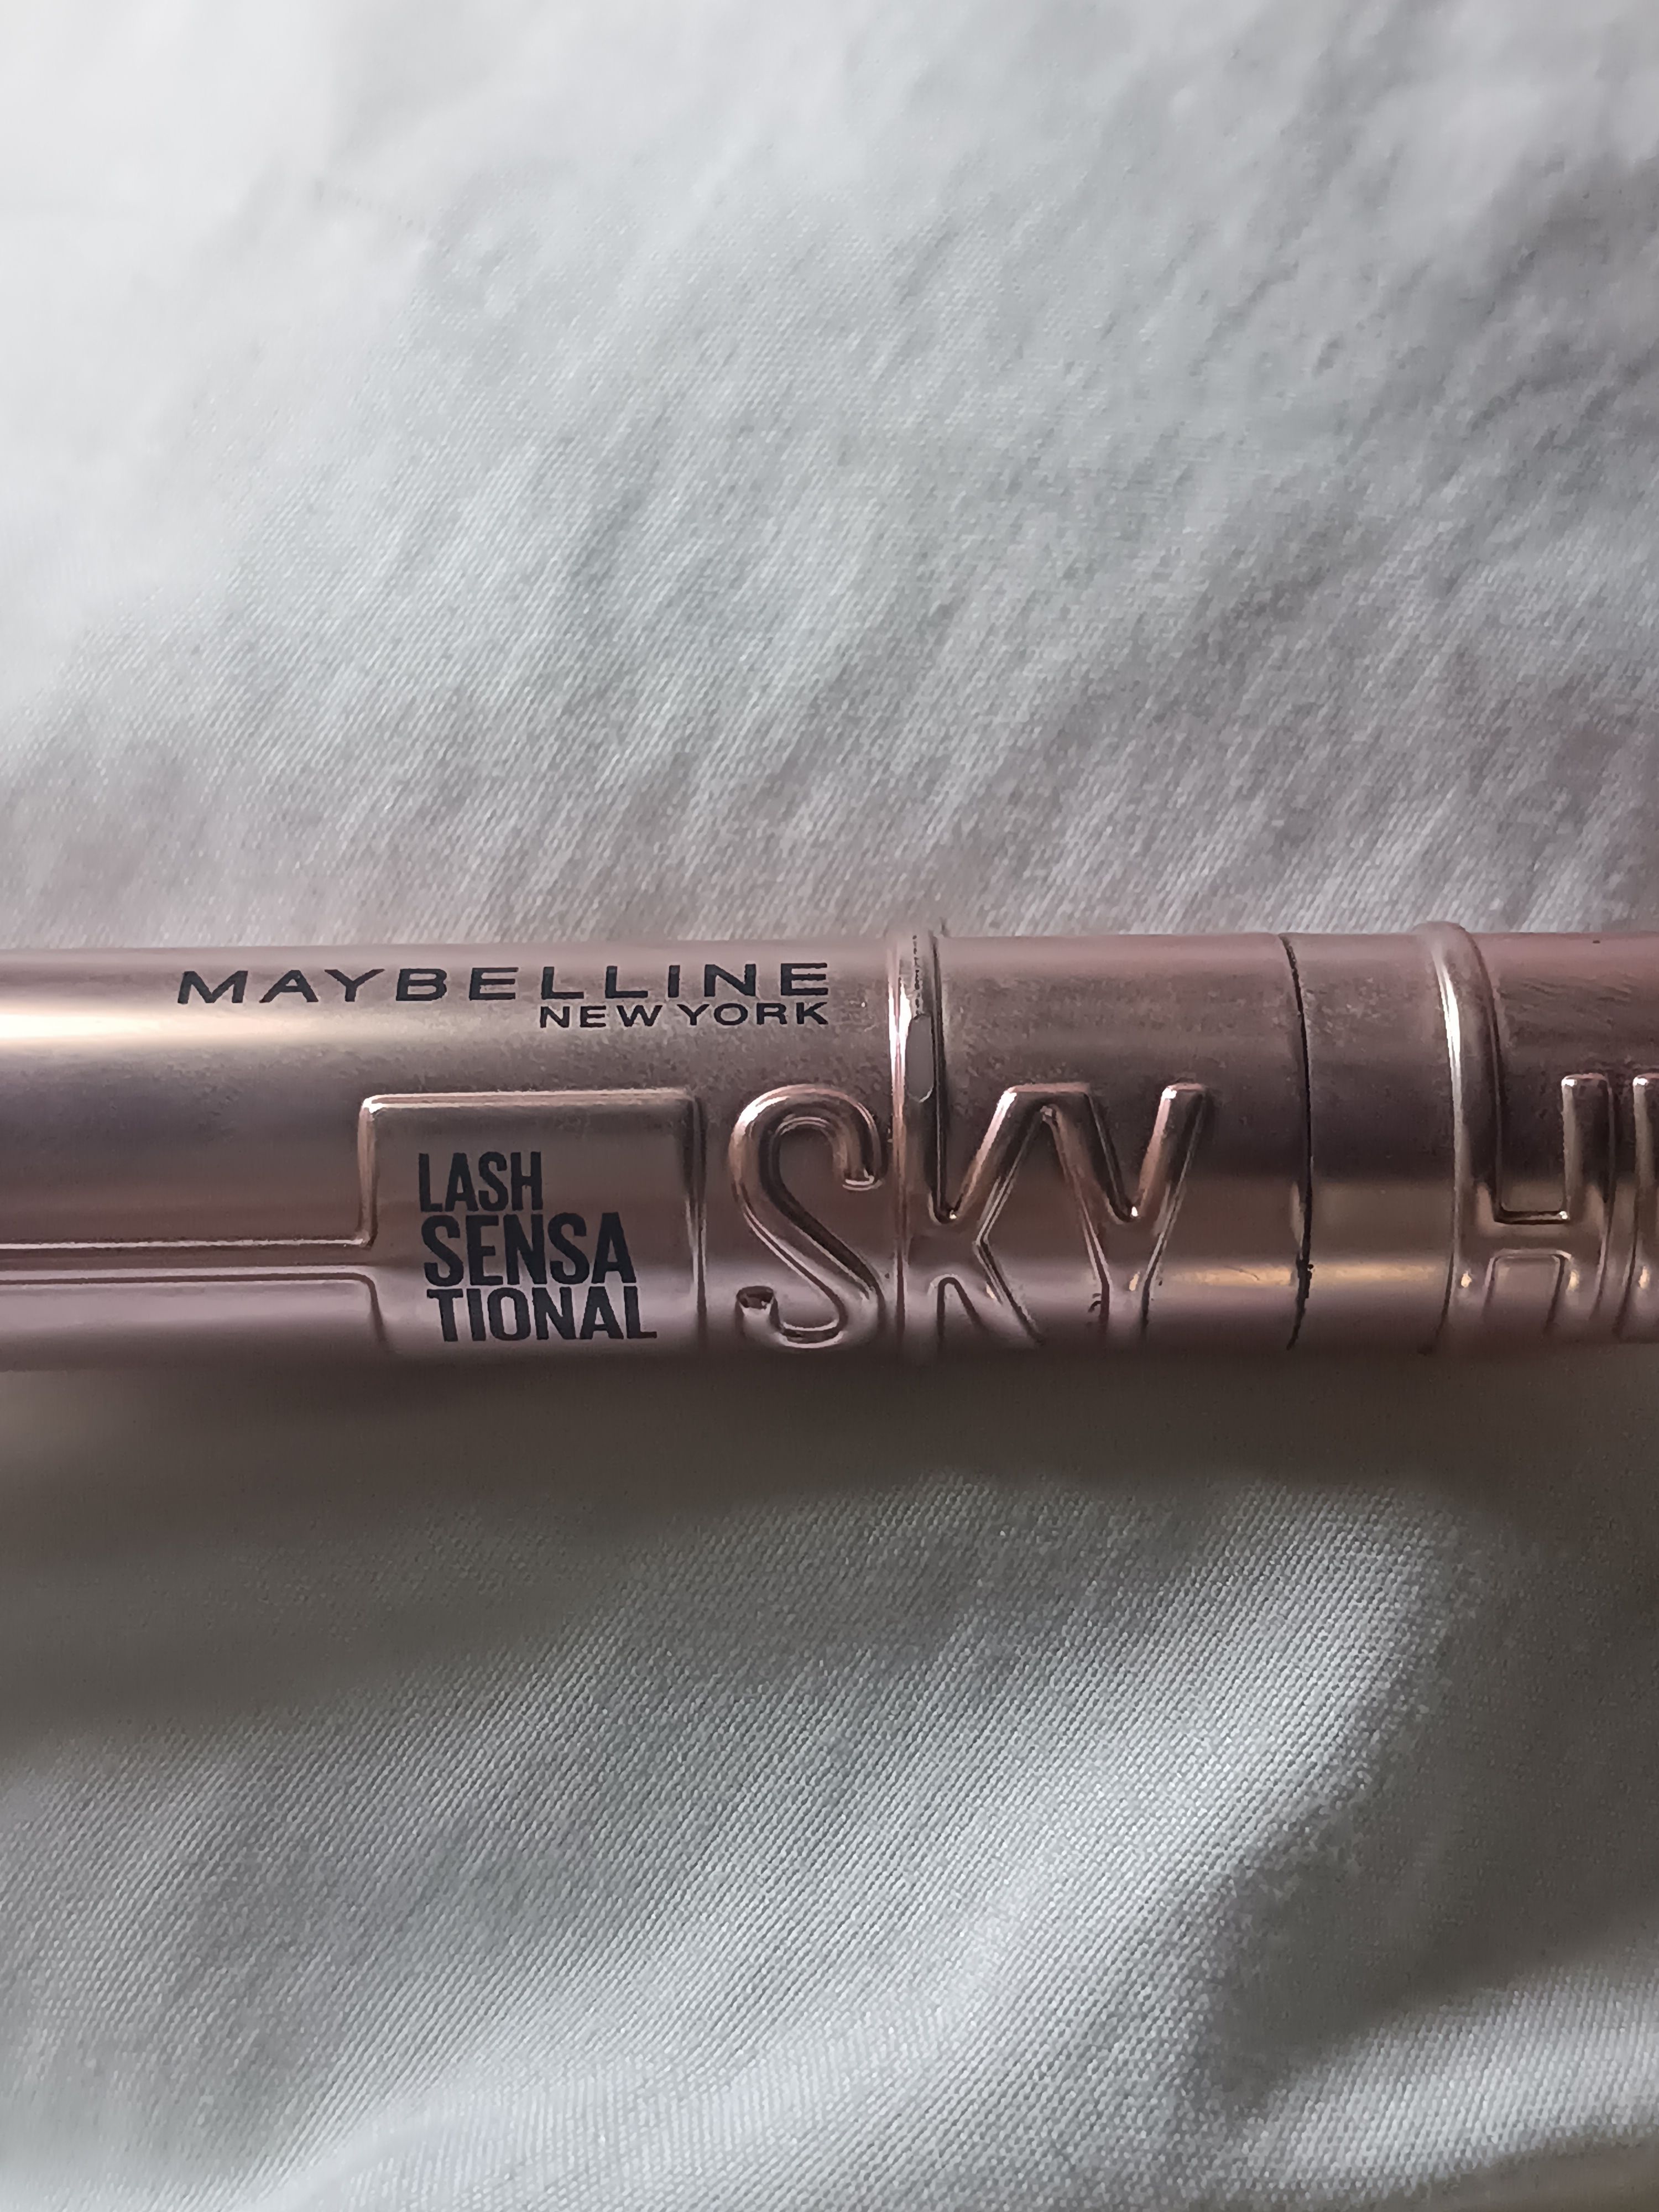 MAYBELLINE
NEW YORK
LASH
SENSA
TIONAL
SKY